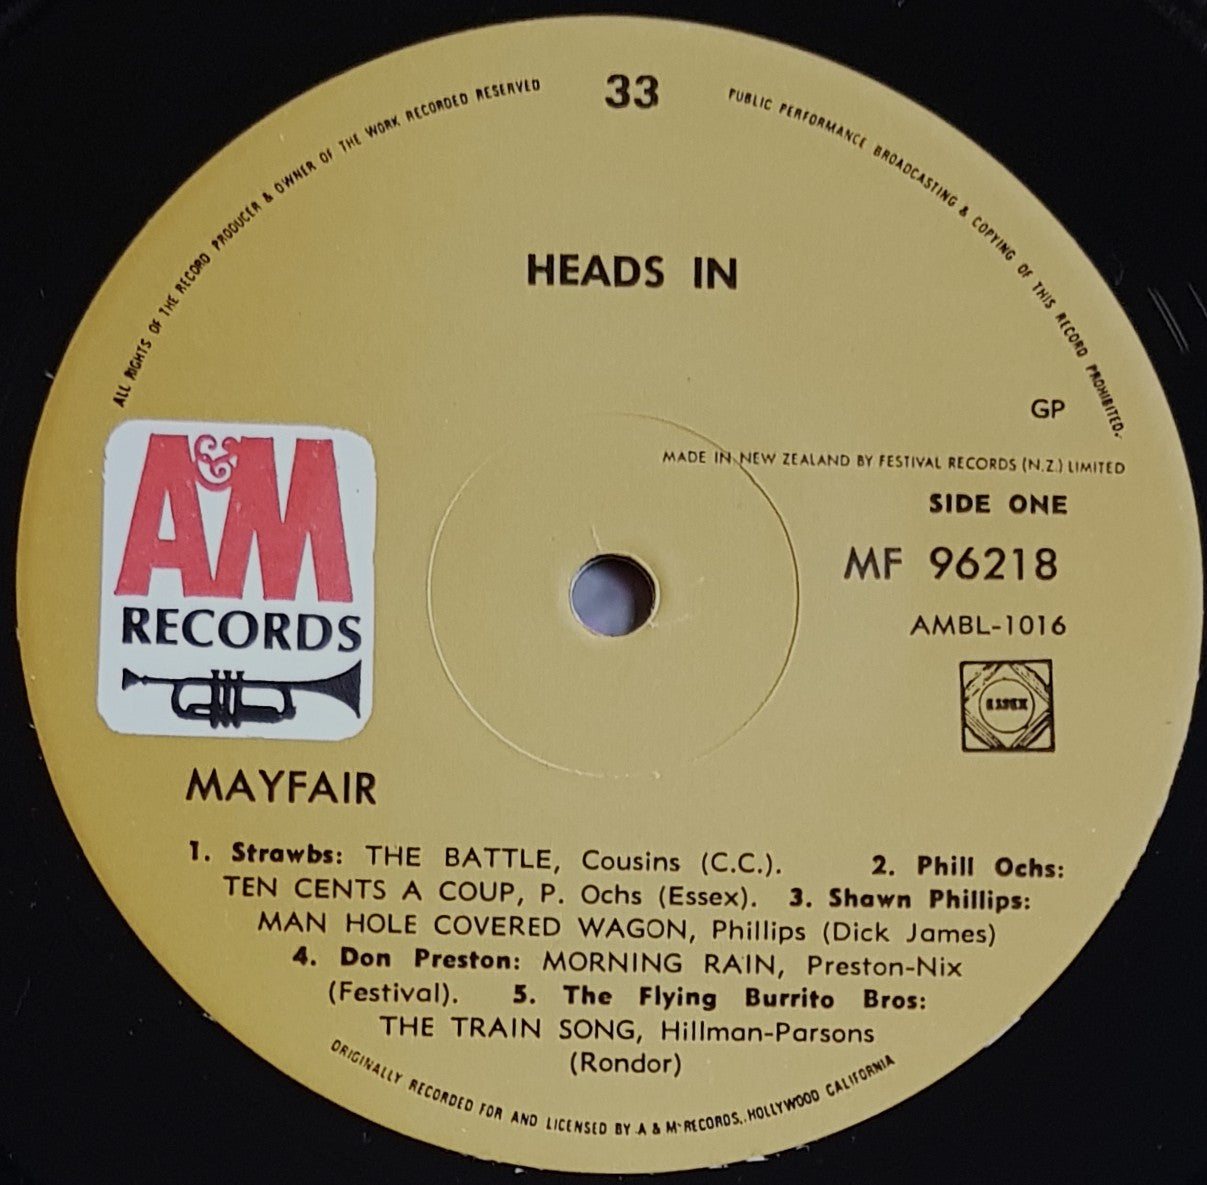 33
ALL RIGHTS OF THE RECORD PRODUCER & OWNER OF THE WORK RECORDED RESERVED
PUBLIC PERFORMANCE BROADCASTING & COPYING OF THIS RECORD PROHIBITED.
HEADS IN
GP
MADE IN NEW ZEALAND BY FESTIVAL RECORDS (N.Z.) LIMITED
SIDE ONE
MF 96218
AMBL-1016
ESSEX
A&M
RECORDS
MAYFAIR
1. Strawbs: THE BATTLE, Cousins (C.C.). 2. Phill Ochs:
TEN CENTS A COUP, P. Ochs (Essex). 3. Shawn Phillips:
MAN HOLE COVERED WAGON, Phillips (Dick James)
4. Don Preston: MORNING RAIN, Preston-Nix
(Festival). 5. The Flying Burrito Bros:
THE TRAIN SONG, Hillman-Parsons
(Rondor)
ORIGINALLY RECORDED FOR AND LICENSED BY A & M RECORDS, HOLLYWOOD CALIFORNIA